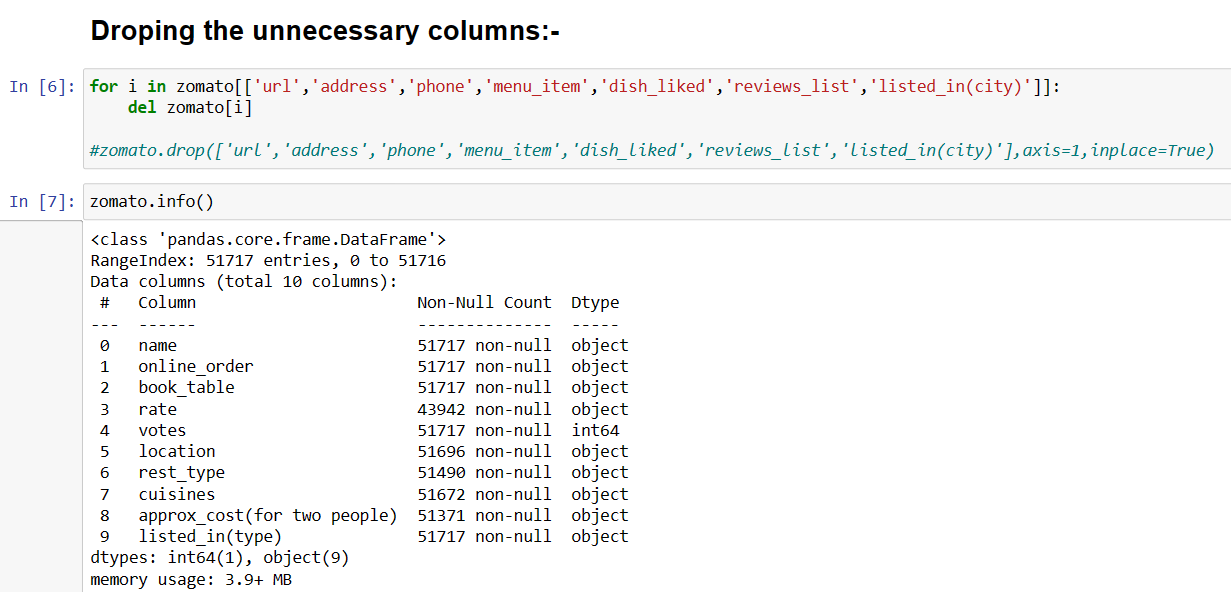 Droping the unnecessary columns:-
In [6]: for i in zomato[['url','address','phone','menu_item','dish_liked','reviews_list','listed_in(city)']]:
    del zomato[i]
#zomato.drop(['url','address','phone','menu_item','dish_liked','reviews_list','listed_in(city)'],axis=1,inplace=True)
In [7]: zomato.info()
<class 'pandas.core.frame.DataFrame'>
RangeIndex: 51717 entries, 0 to 51716
Data columns (total 10 columns):
 #   Column                       Non-Null Count  Dtype
---  ------                       --------------  -----
 0   name                         51717 non-null  object
 1   online_order                 51717 non-null  object
 2   book_table                   51717 non-null  object
 3   rate                         43942 non-null  object
 4   votes                        51717 non-null  int64
 5   location                     51696 non-null  object
 6   rest_type                    51490 non-null  object
 7   cuisines                     51672 non-null  object
 8   approx_cost(for two people)  51371 non-null  object
 9   listed_in(type)              51717 non-null  object
dtypes: int64(1), object(9)
memory usage: 3.9+ MB